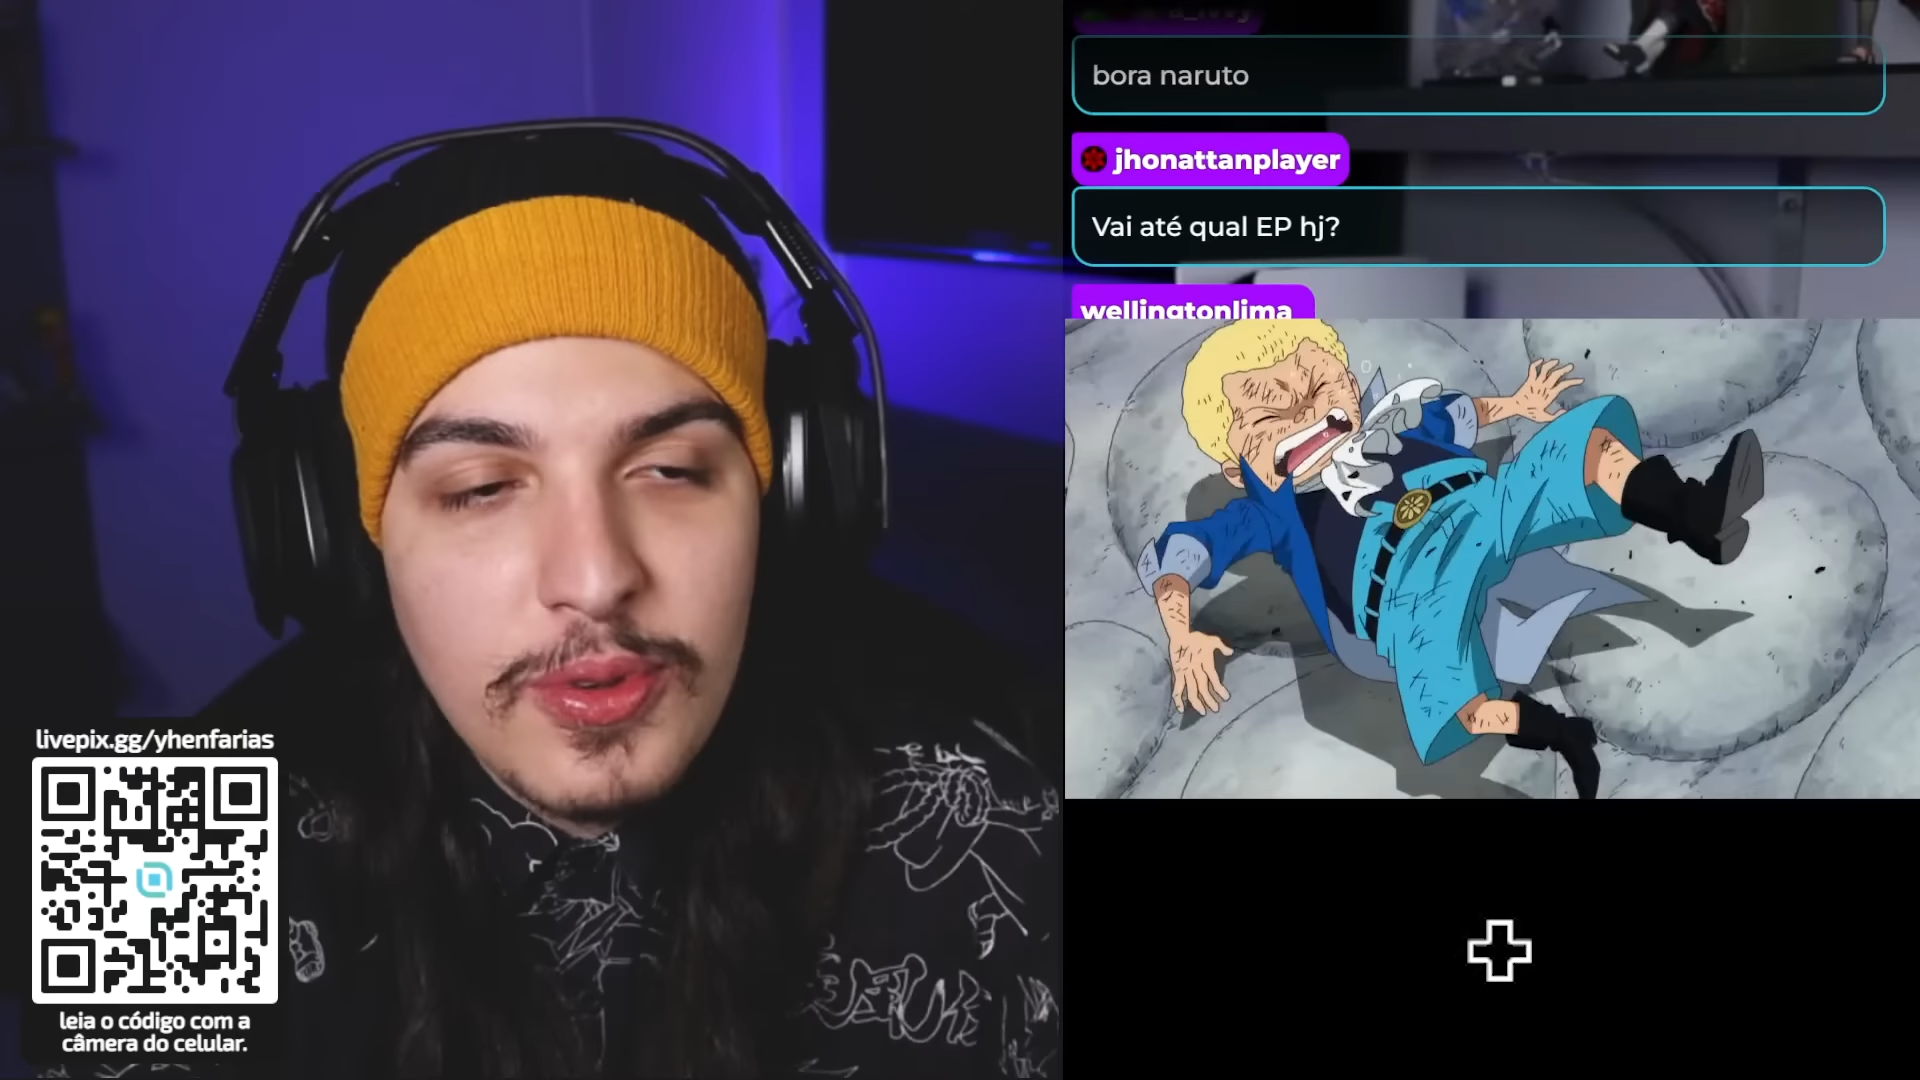 bora naruto
jhonattanplayer
Vai até qual EP hj?
wellingtonlima
livepix.gg/yhenfarias
leia o código com a
câmera do celular.